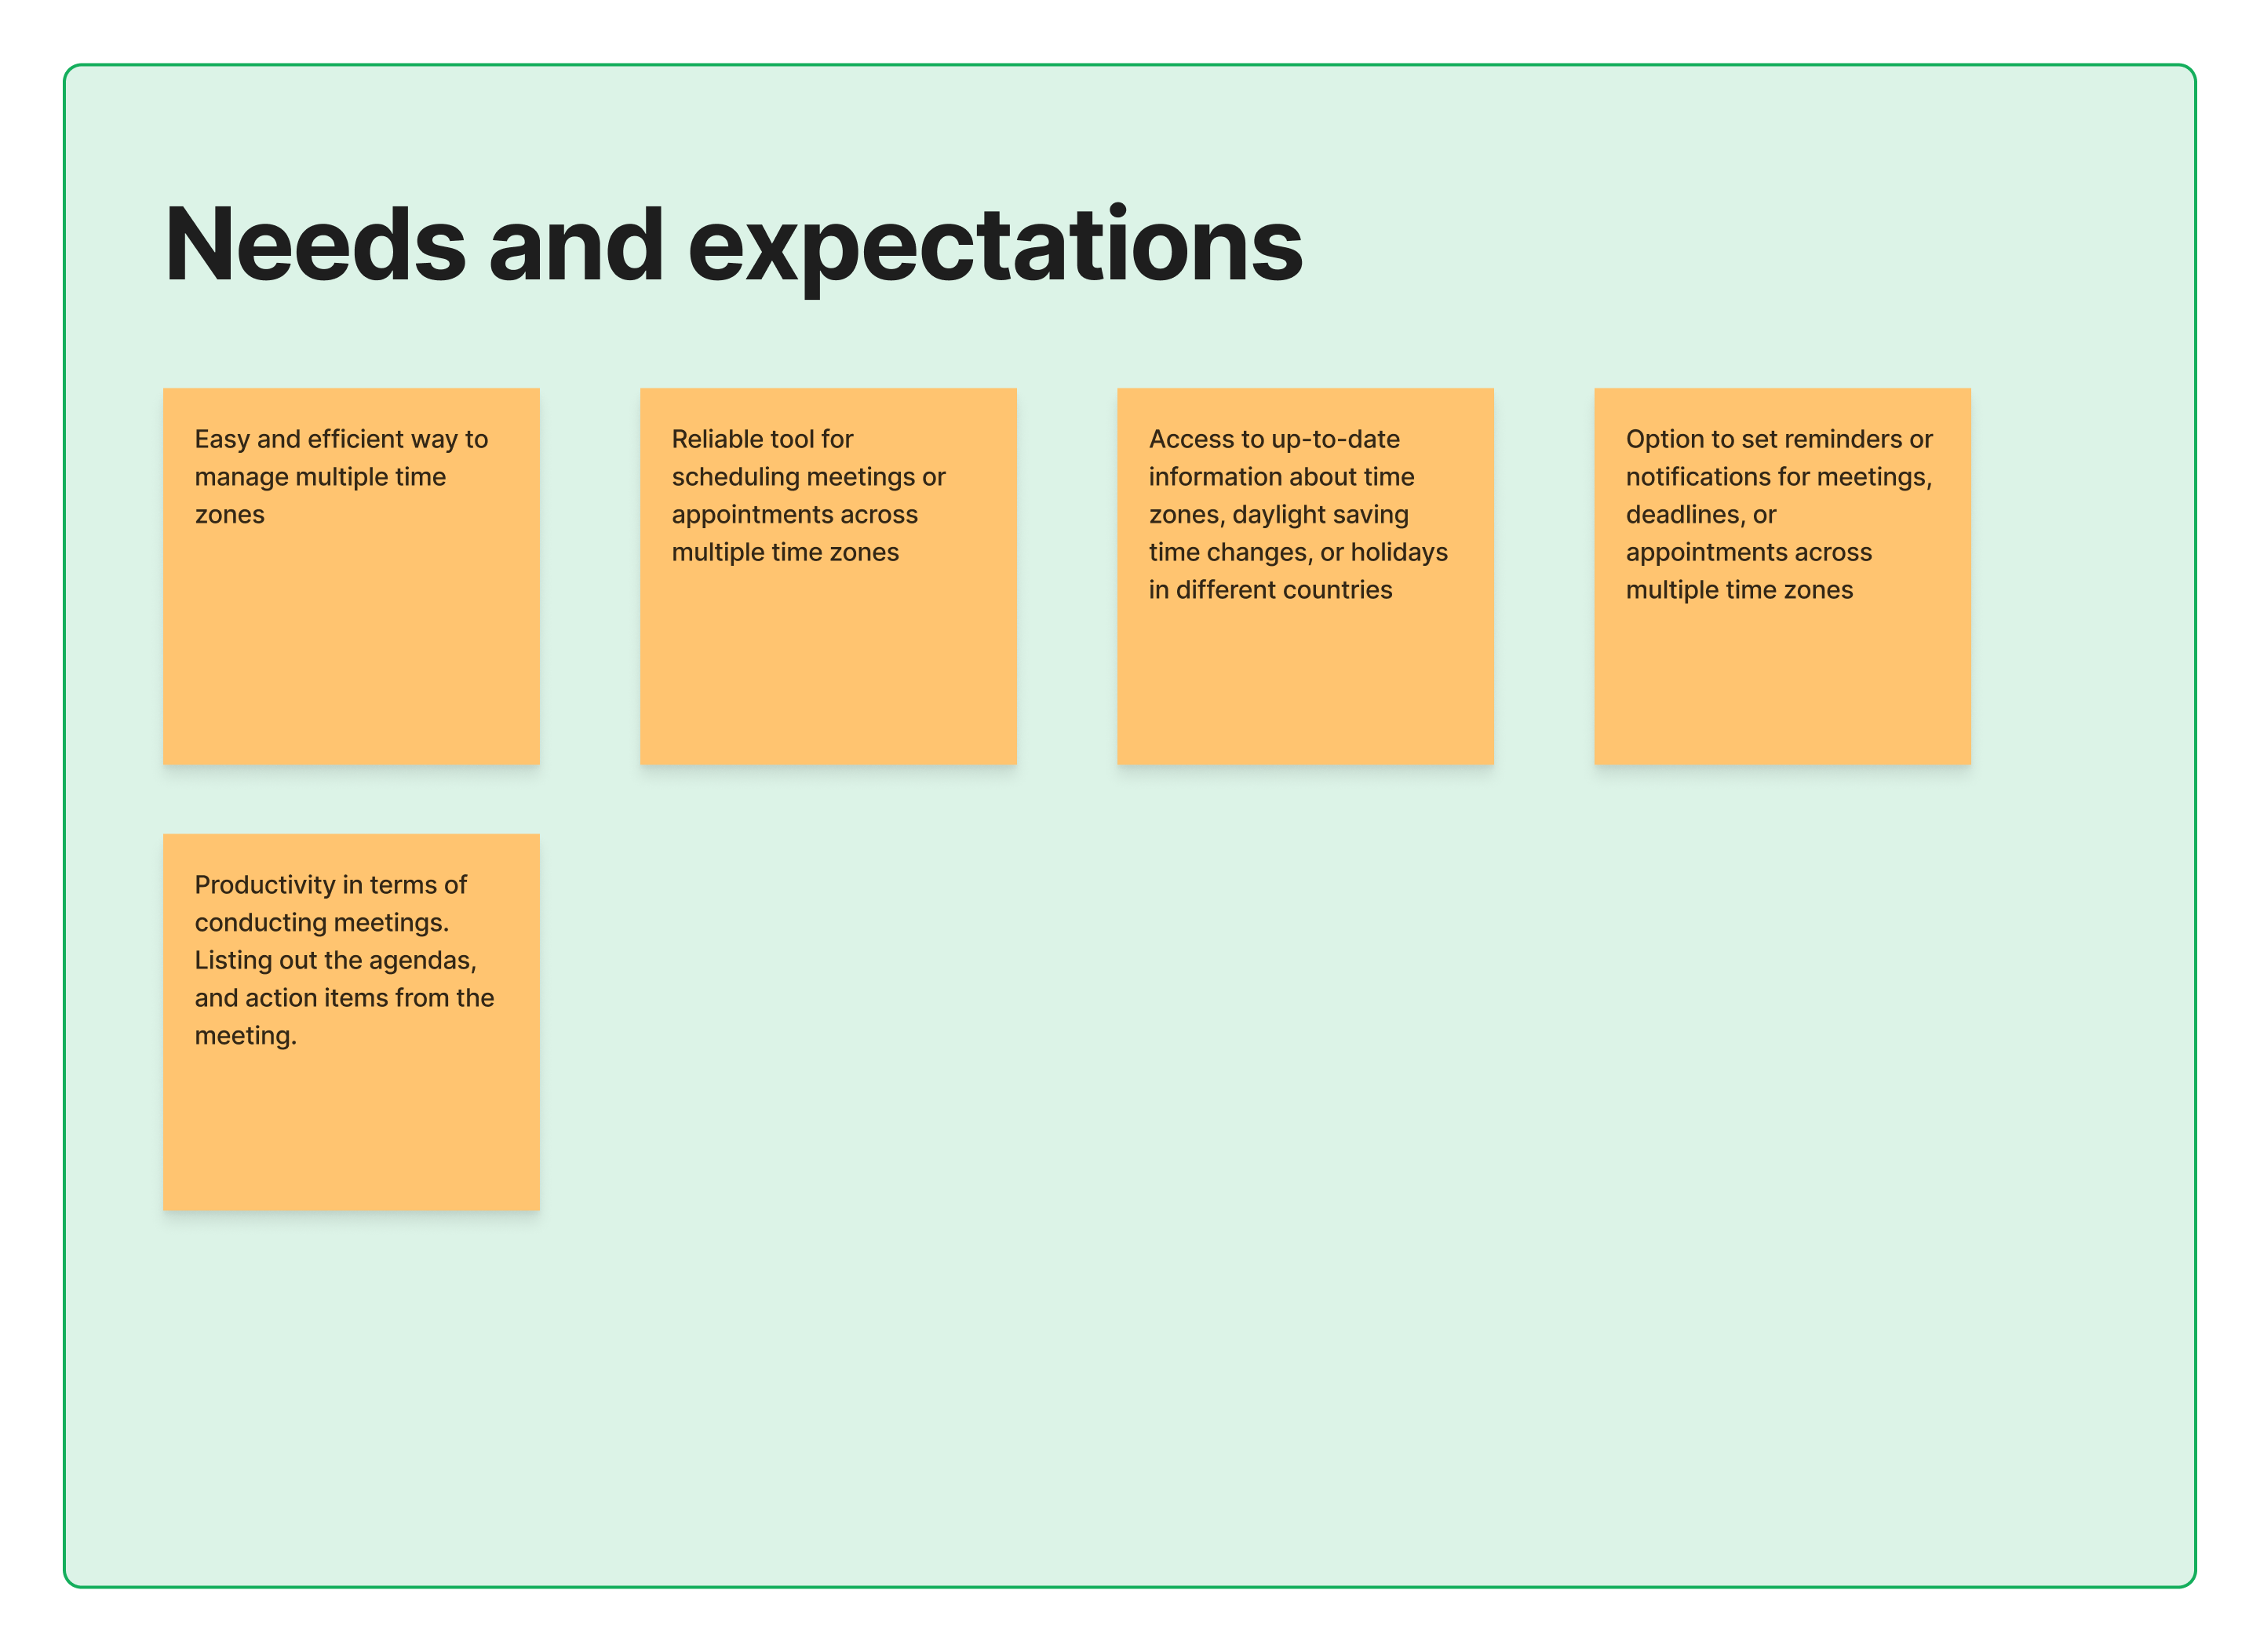 Needs and expectations
Easy and efficient way to
manage multiple time
zones
Reliable tool for
scheduling meetings or
appointments across
multiple time zones
Access to up-to-date
information about time
zones, daylight saving
time changes, or holidays
in different countries
Option to set reminders or
notifications for meetings,
deadlines, or
appointments across
multiple time zones
Productivity in terms of
conducting meetings.
Listing out the agendas,
and action items from the
meeting.